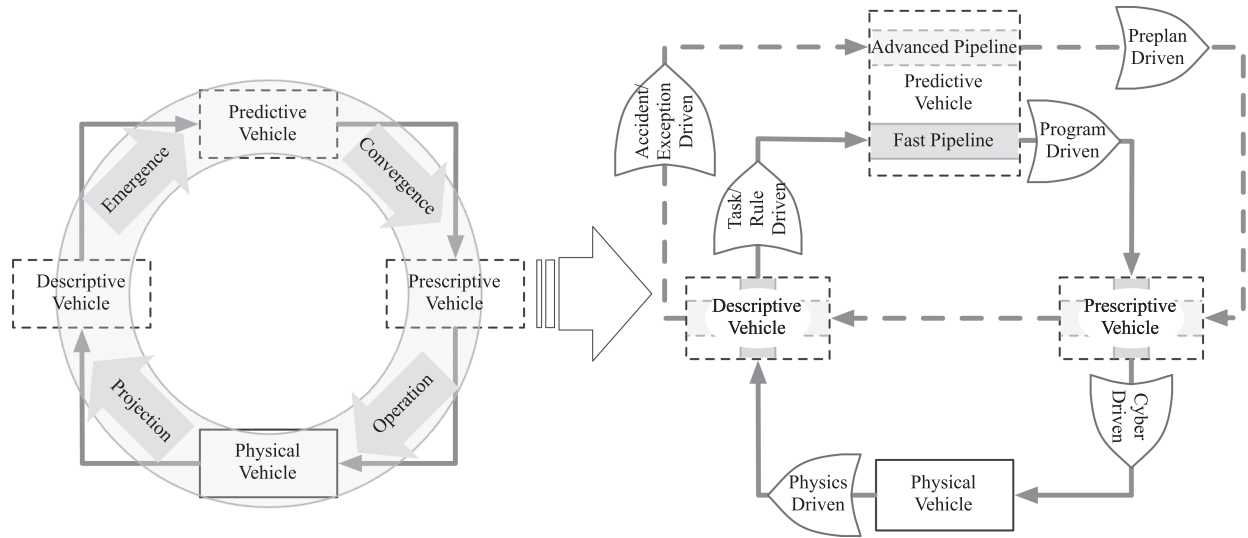 Predictive
Vehicle
Emergence
Convergence
Descriptive
Vehicle
Prescriptive
Vehicle
Projection
Operation
Physical
Vehicle
Advanced Pipeline
Preplan
Driven
Accident/
Exception
Driven
Predictive
Vehicle
Fast Pipeline
Program
Driven
Task/
Rule
Driven
Descriptive
Vehicle
Prescriptive
Vehicle
Cyber
Driven
Physics
Driven
Physical
Vehicle